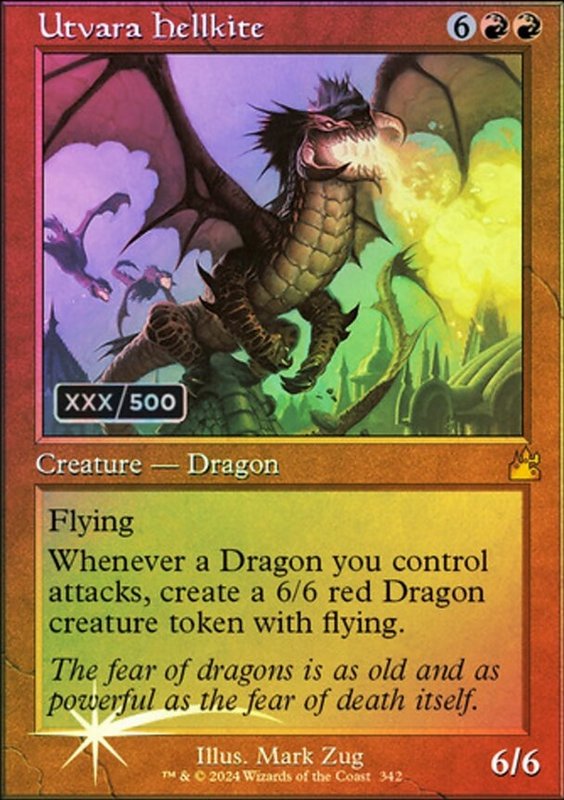 Utvara Hellkite 6
XXX/500
Creature — Dragon
Flying
Whenever a Dragon you control
attacks, create a 6/6 red Dragon
creature token with flying.
The fear of dragons is as old and as
powerful as the fear of death itself.
Illus. Mark Zug
™ & © 2024 Wizards of the Coast 342
6/6